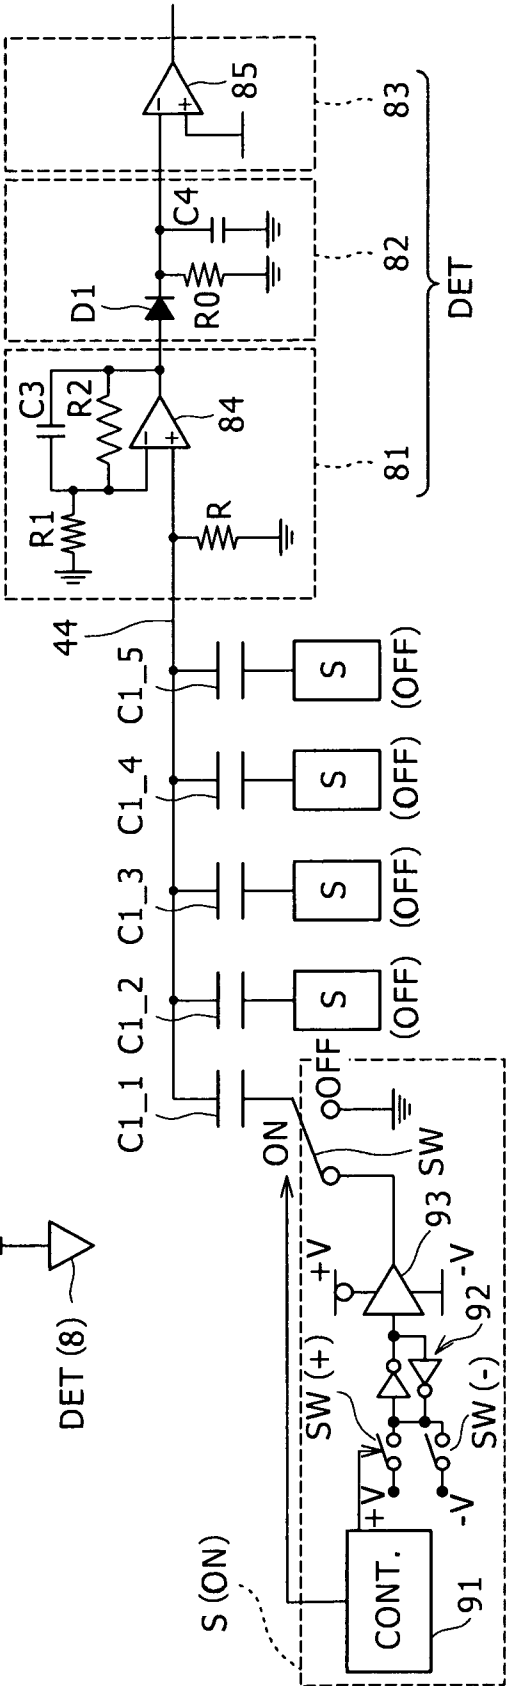 DET (8)
S (ON)
CONT.
91
+V
-V
SW (+)
SW (-)
92
+V
-V
93
SW
ON
OFF
C1_1
C1_2
C1_3
C1_4
C1_5
S
S
S
S
(OFF)
(OFF)
(OFF)
(OFF)
44
R1
C3
R2
R
-
+
84
81
D1
R0
C4
82
-
+
85
83
DET